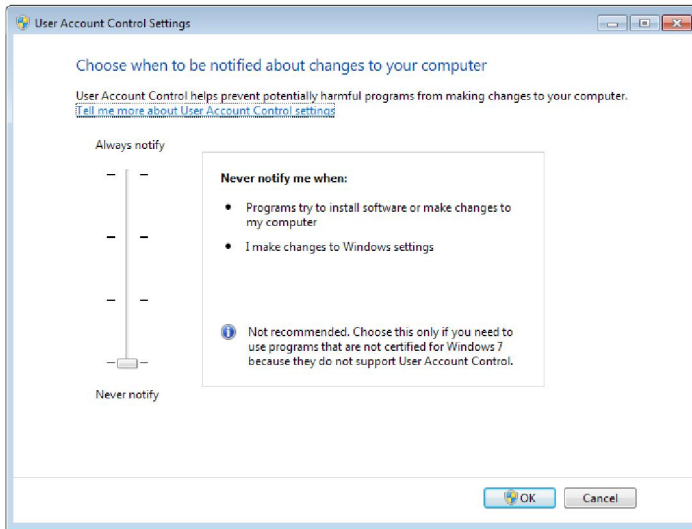 User Account Control Settings
Choose when to be notified about changes to your computer
User Account Control helps prevent potentially harmful programs from making changes to your computer.
Tell me more about User Account Control settings
Always notify
Never notify me when:
• Programs try to install software or make changes to
my computer
• I make changes to Windows settings
Not recommended. Choose this only if you need to
use programs that are not certified for Windows 7
because they do not support User Account Control.
Never notify
OK
Cancel